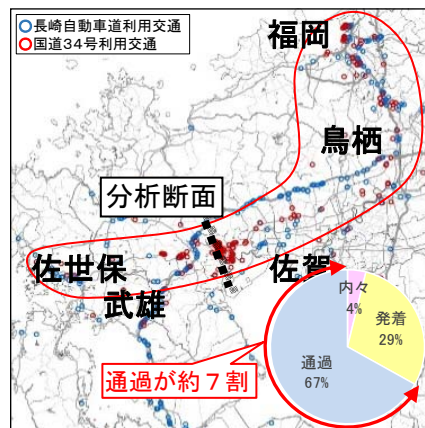 ○長崎自動車道利用交通
○国道34号利用交通
福岡
鳥栖
分析断面
佐世保
武雄
佐賀
内々
4%
発着
29%
通過
67%
通過が約7割